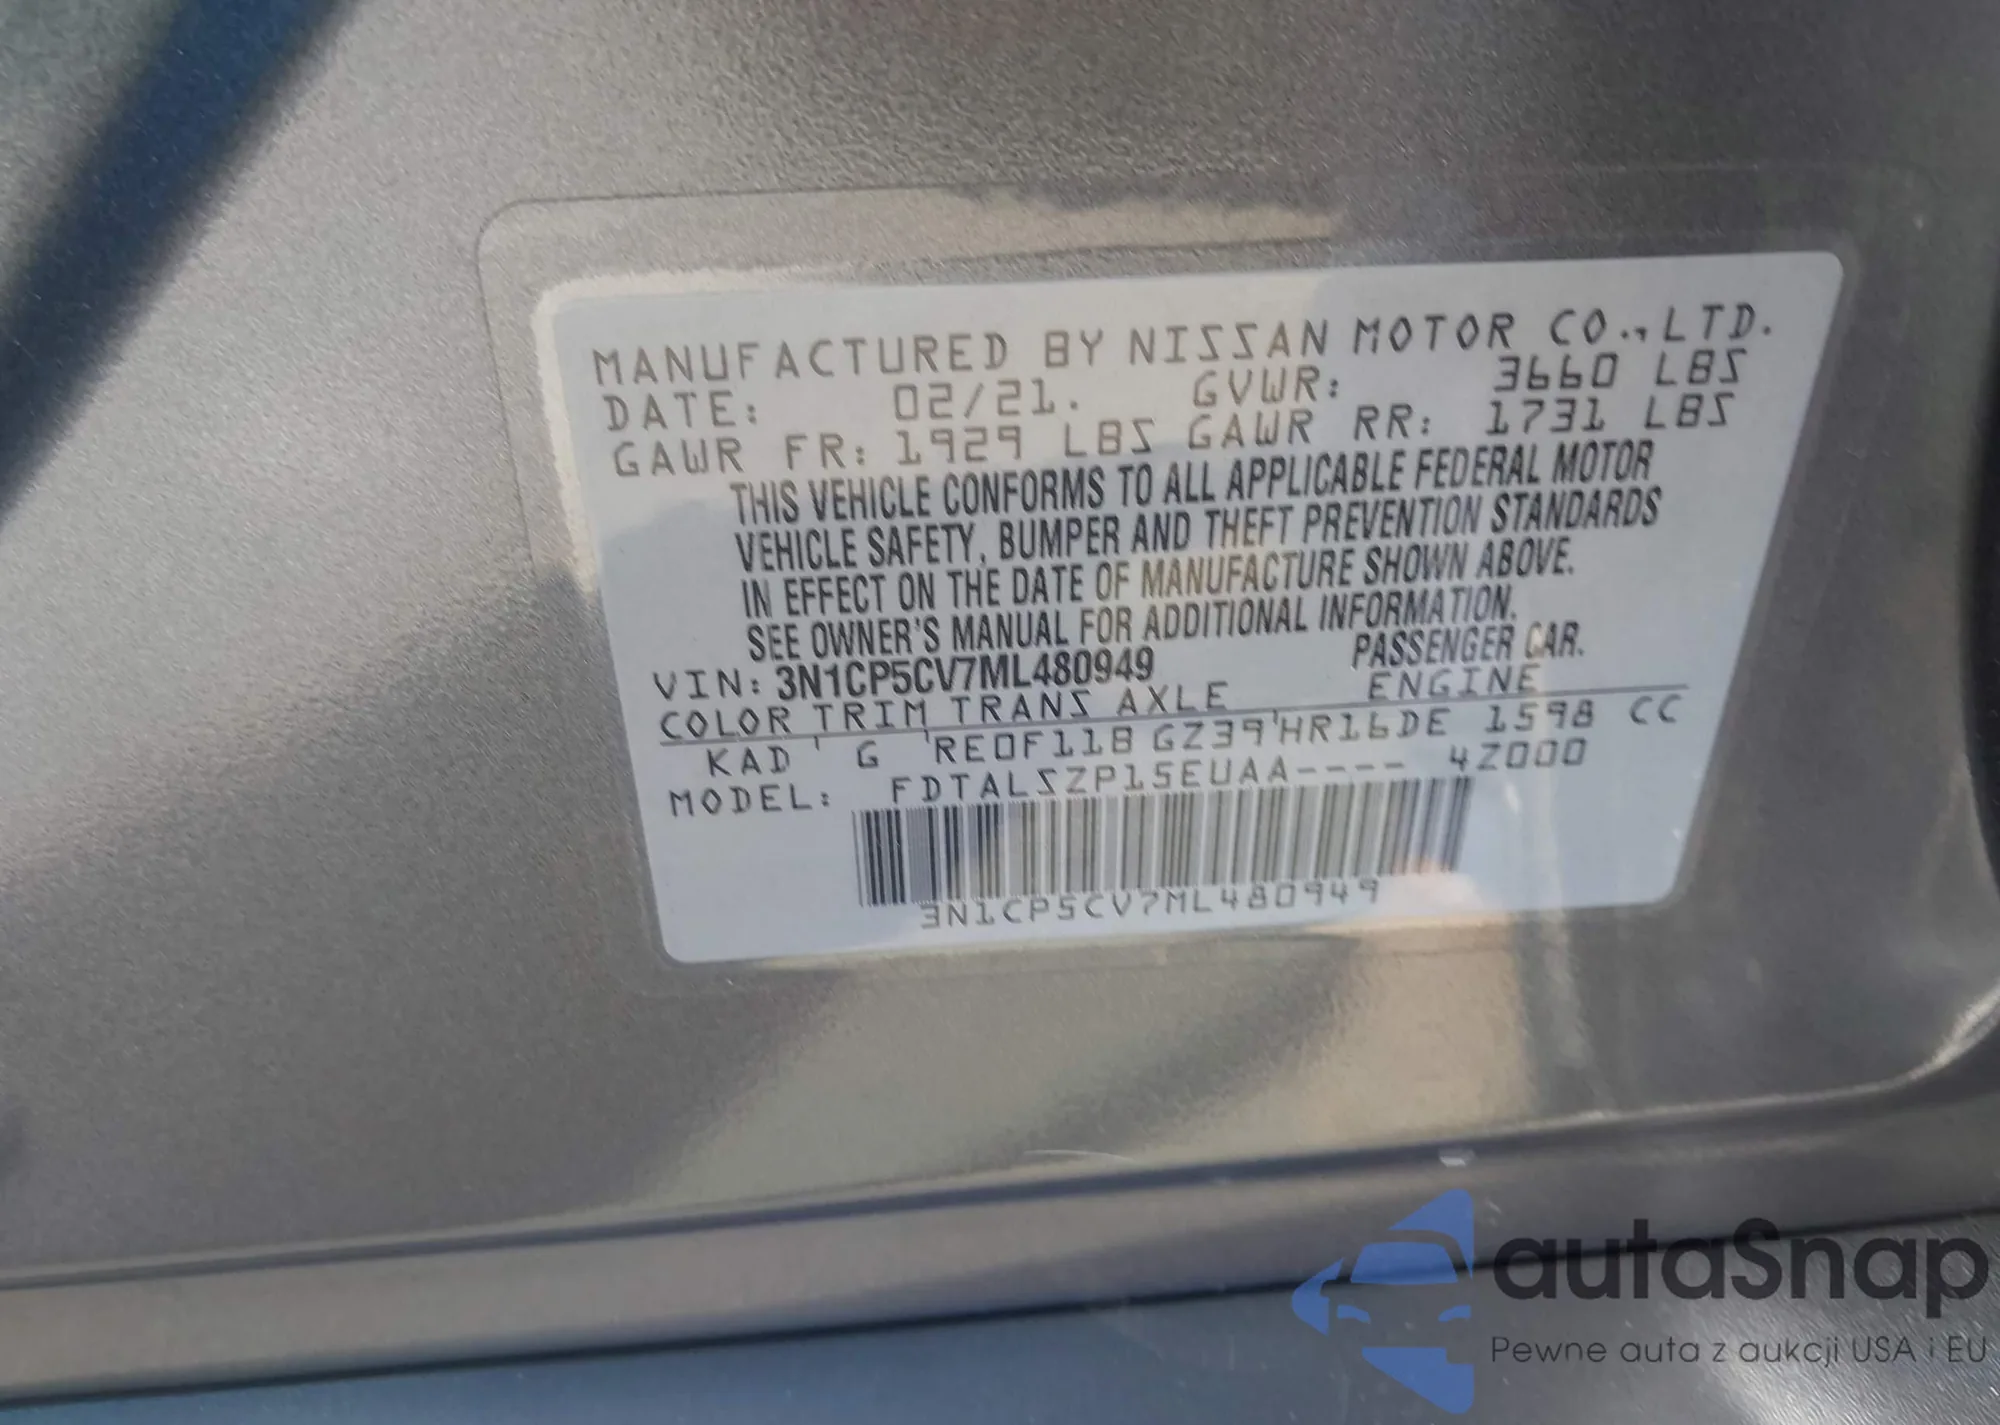 MANUFACTURED BY NISSAN MOTOR CO.,LTD.
DATE: 02/21. GVWR: 3660 LBS
GAWR FR: 1929 LBS GAWR RR: 1731 LBS
THIS VEHICLE CONFORMS TO ALL APPLICABLE FEDERAL MOTOR
VEHICLE SAFETY, BUMPER AND THEFT PREVENTION STANDARDS
IN EFFECT ON THE DATE OF MANUFACTURE SHOWN ABOVE.
SEE OWNER'S MANUAL FOR ADDITIONAL INFORMATION.
VIN: 3N1CP5CV7ML480949 PASSENGER CAR.
COLOR TRIM TRANS AXLE ENGINE
KAD G RE0F11B GZ39 HR16DE 1598 CC
MODEL: FDTALSZP15EUAA---- 4Z000
3N1CP5CV7ML480949
autaSnap
Pewne auta z aukcji USA i EU